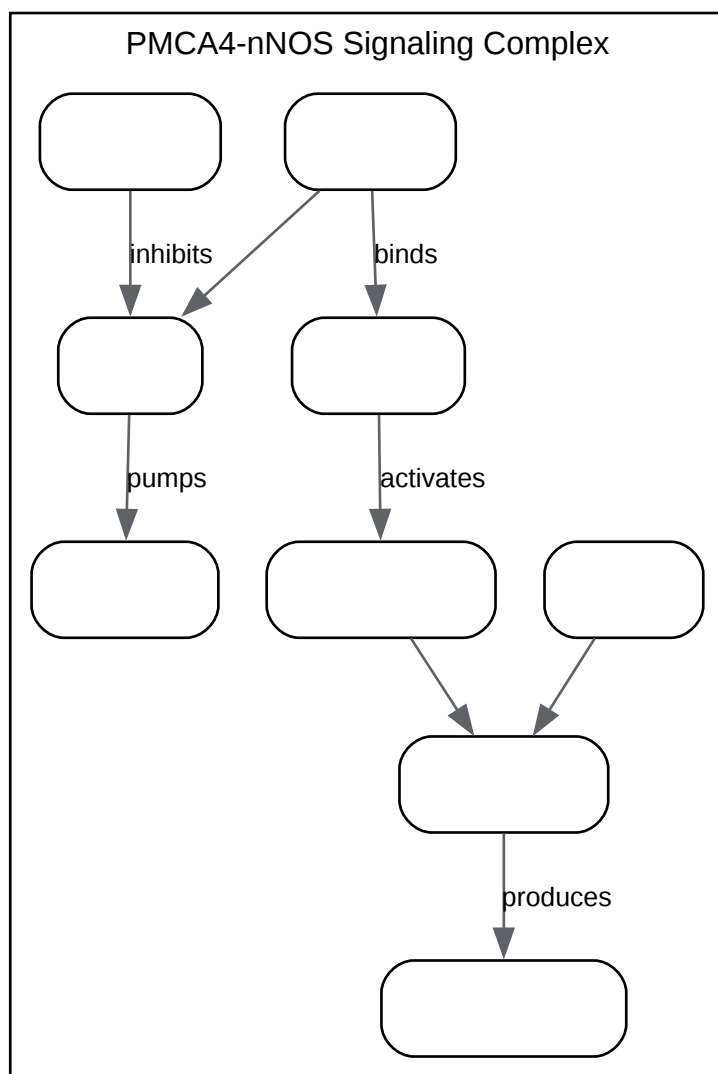 PMCA4-nNOS Signaling Complex
inhibits
binds
pumps
activates
produces